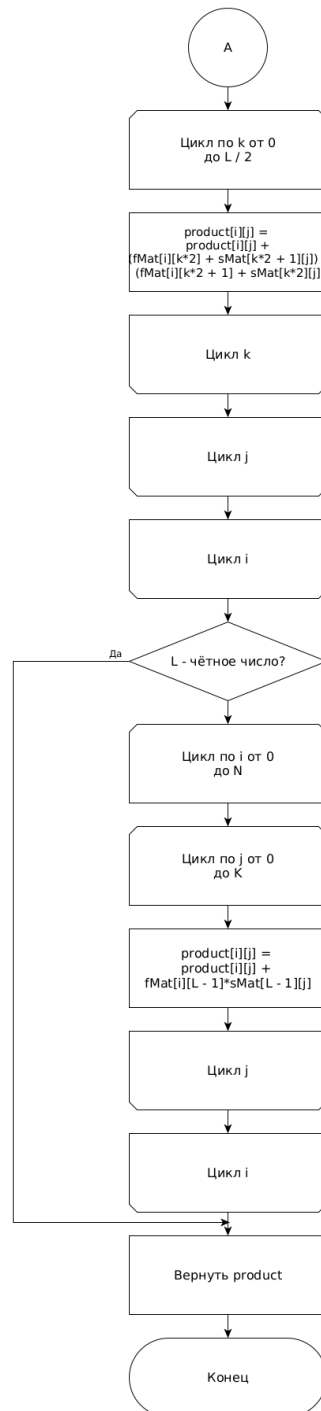 A
Цикл по k от 0
до L / 2
product[i][j] =
product[i][j] +
(fMat[i][k*2] + sMat[k*2 + 1][j])
(fMat[i][k*2 + 1] + sMat[k*2][j]
Цикл k
Цикл j
Цикл i
L - чётное число?
Да
Цикл по i от 0
до N
Цикл по j от 0
до K
product[i][j] =
product[i][j] +
fMat[i][L - 1]*sMat[L - 1][j]
Цикл j
Цикл i
Вернуть product
Конец